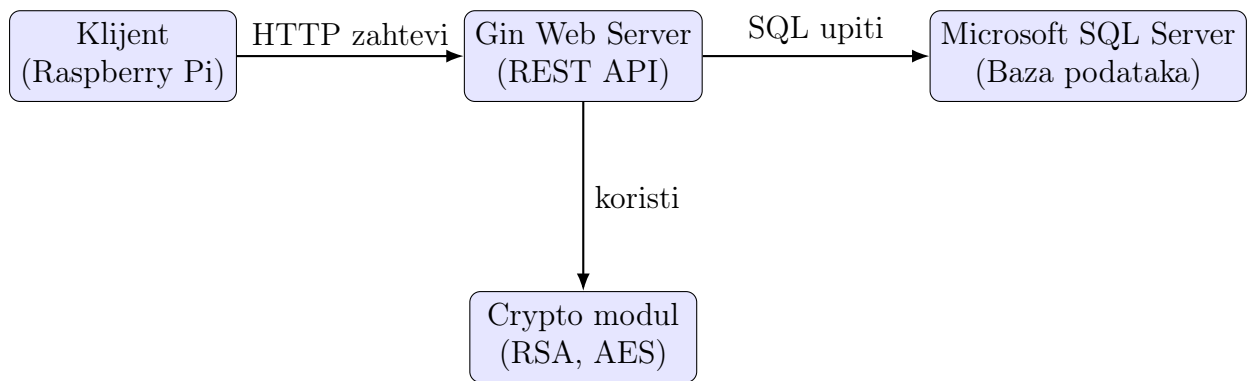 Klijent
(Raspberry Pi)
HTTP zahtevi
Gin Web Server
(REST API)
SQL upiti
Microsoft SQL Server
(Baza podataka)
koristi
Crypto modul
(RSA, AES)